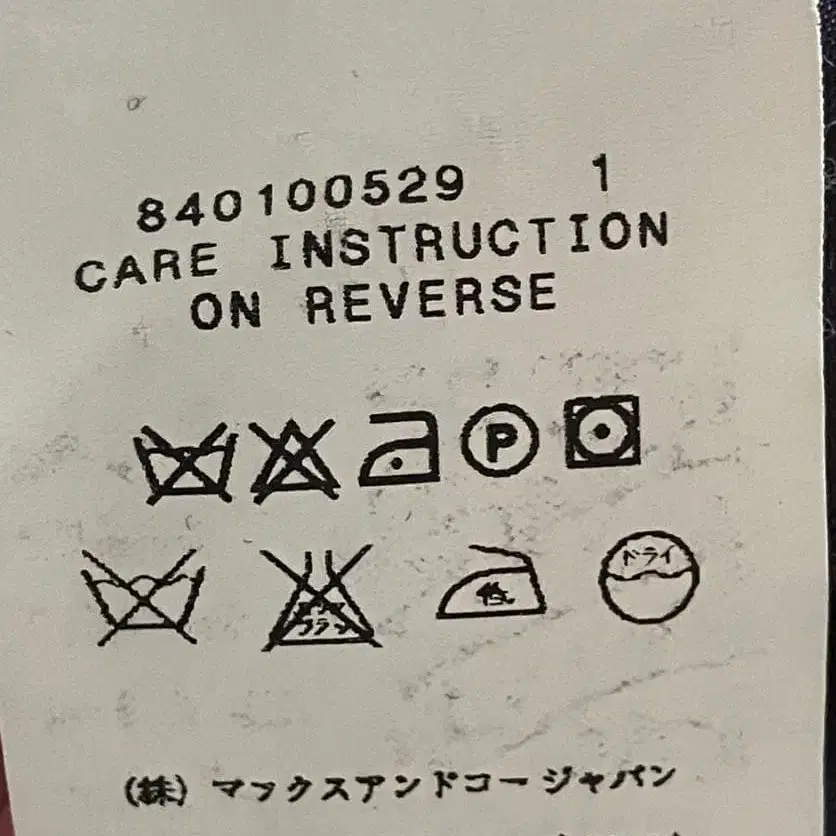 840100529 1
CARE INSTRUCTION
ON REVERSE
P
低
ドライ
(株) マックスアンドコー ジャパン